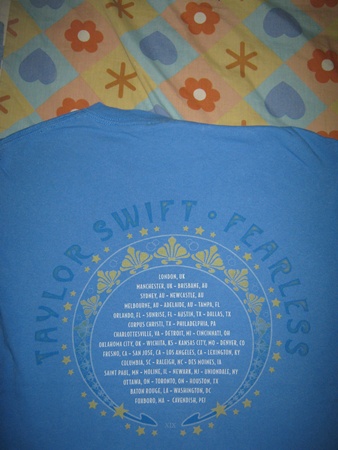 TAYLOR SWIFT • FEARLESS
LONDON, UK
MANCHESTER, UK • BRISBANE, AU
SYDNEY, AU • NEWCASTLE, AU
MELBOURNE, AU • ADELAIDE, AU • TAMPA, FL
ORLANDO, FL • SUNRISE, FL • AUSTIN, TX • DALLAS, TX
CORPUS CHRISTI, TX • PHILADELPHIA, PA
CHARLOTTESVILLE, VA • DETROIT, MI • CINCINNATI, OH
OKLAHOMA CITY, OK • WICHITA, KS • KANSAS CITY, MO • DENVER, CO
FRESNO, CA • SAN JOSE, CA • LOS ANGELES, CA • LEXINGTON, KY
COLUMBIA, SC • RALEIGH, NC • DES MOINES, IA
SAINT PAUL, MN • MOLINE, IL • NEWARK, NJ • UNIONDALE, NY
OTTAWA, ON • TORONTO, ON • HOUSTON, TX
BATON ROUGE, LA • WASHINGTON, DC
FOXBORO, MA • CAVENDISH, PEI